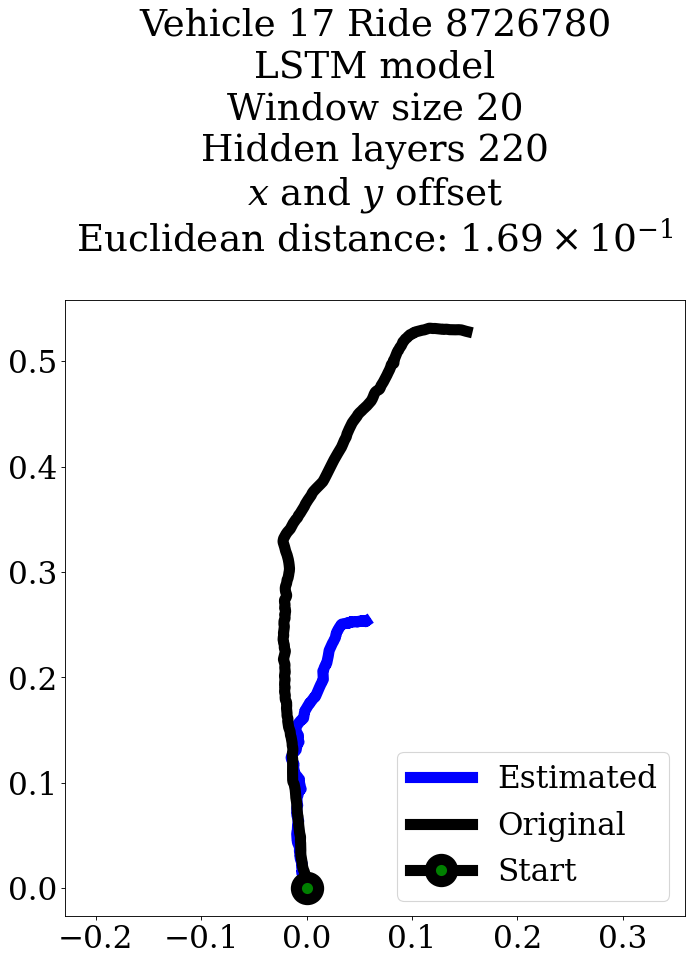 Vehicle 17 Ride 8726780
LSTM model
Window size 20
Hidden layers 220
x and y offset
Euclidean distance: 1.69 × 10⁻¹
0.5
0.4
0.3
0.2
0.1
0.0
Estimated
Original
Start
−0.2 −0.1 0.0 0.1 0.2 0.3